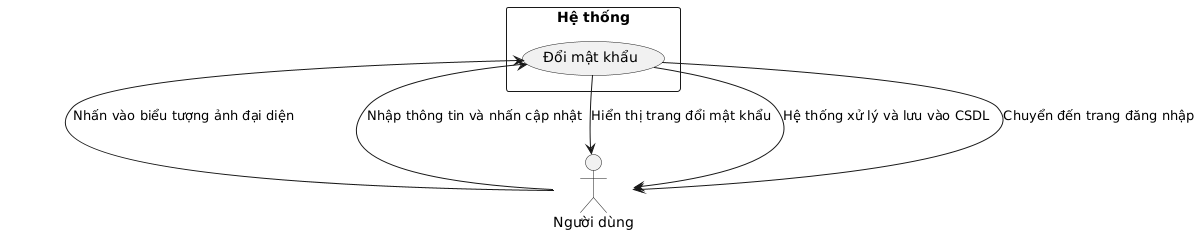 Hệ thống
Đổi mật khẩu
Nhấn vào biểu tượng ảnh đại diện
Nhập thông tin và nhấn cập nhật
Hiển thị trang đổi mật khẩu
Hệ thống xử lý và lưu vào CSDL
Chuyển đến trang đăng nhập
Người dùng